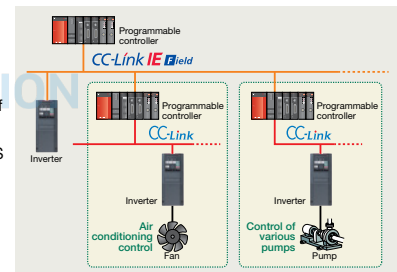 Programmable
controller
CC-Link IE Field
ION
f
S
Inverter
Programmable
controller
CC-Link
Inverter
Air
conditioning
control
Fan
Programmable
controller
CC-Link
Inverter
Control of
various
pumps
Pump